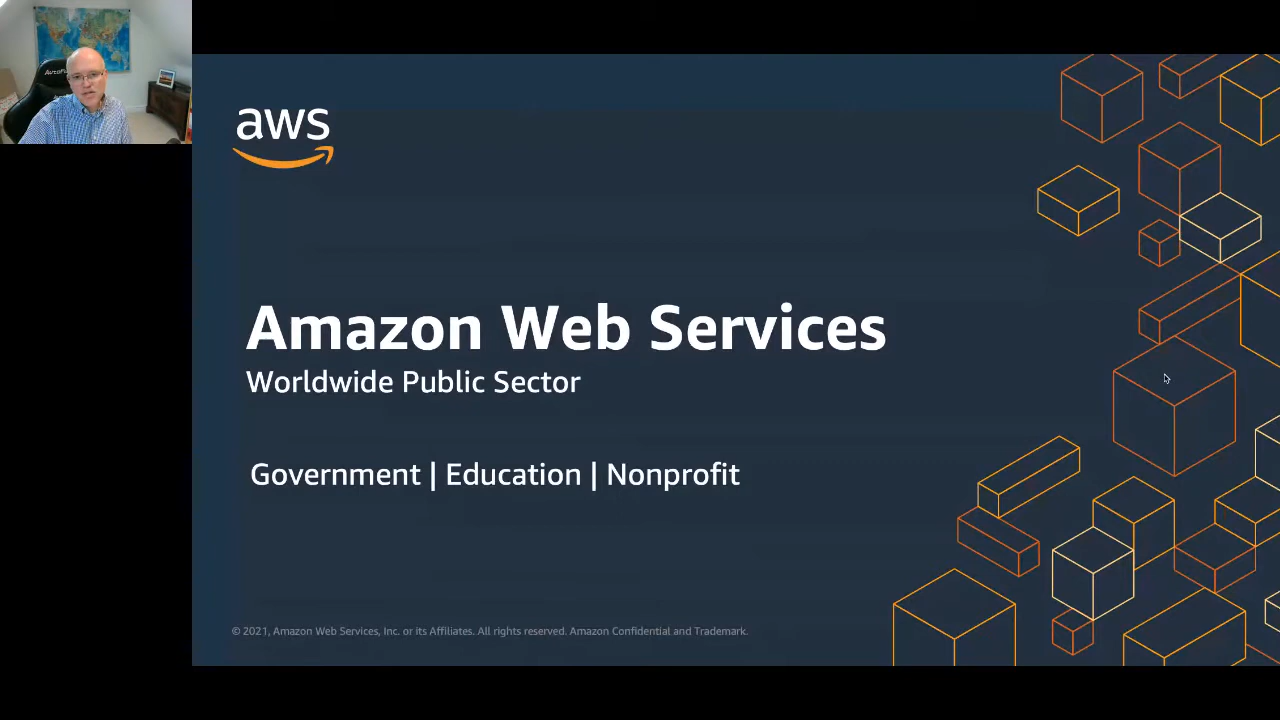 aws
Amazon Web Services
Worldwide Public Sector
Government | Education | Nonprofit
© 2021, Amazon Web Services, Inc. or its Affiliates. All rights reserved. Amazon Confidential and Trademark.